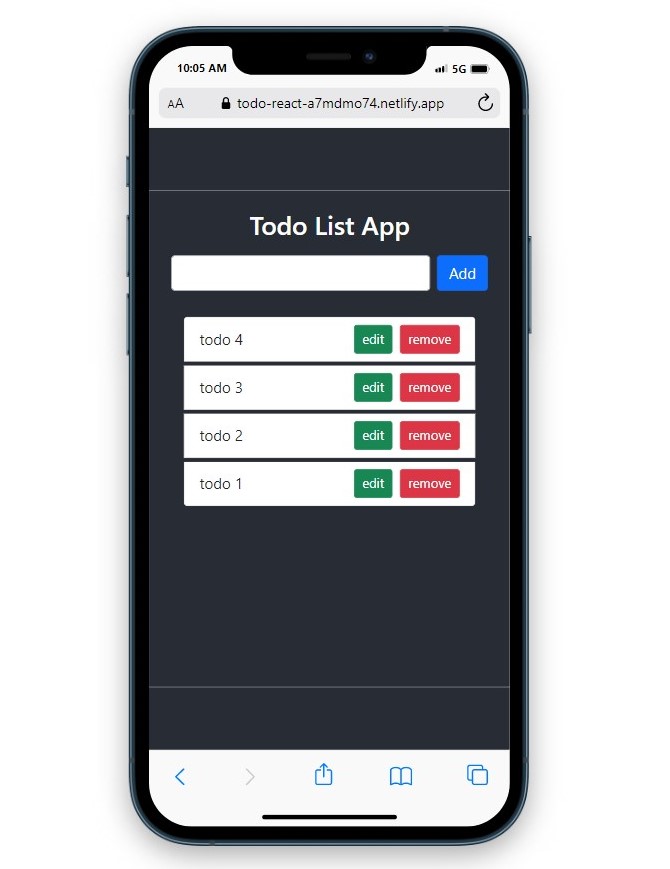 10:05 AM 5G
AA todo-react-a7mdmo74.netlify.app
Todo List App
Add
todo 4 edit remove
todo 3 edit remove
todo 2 edit remove
todo 1 edit remove